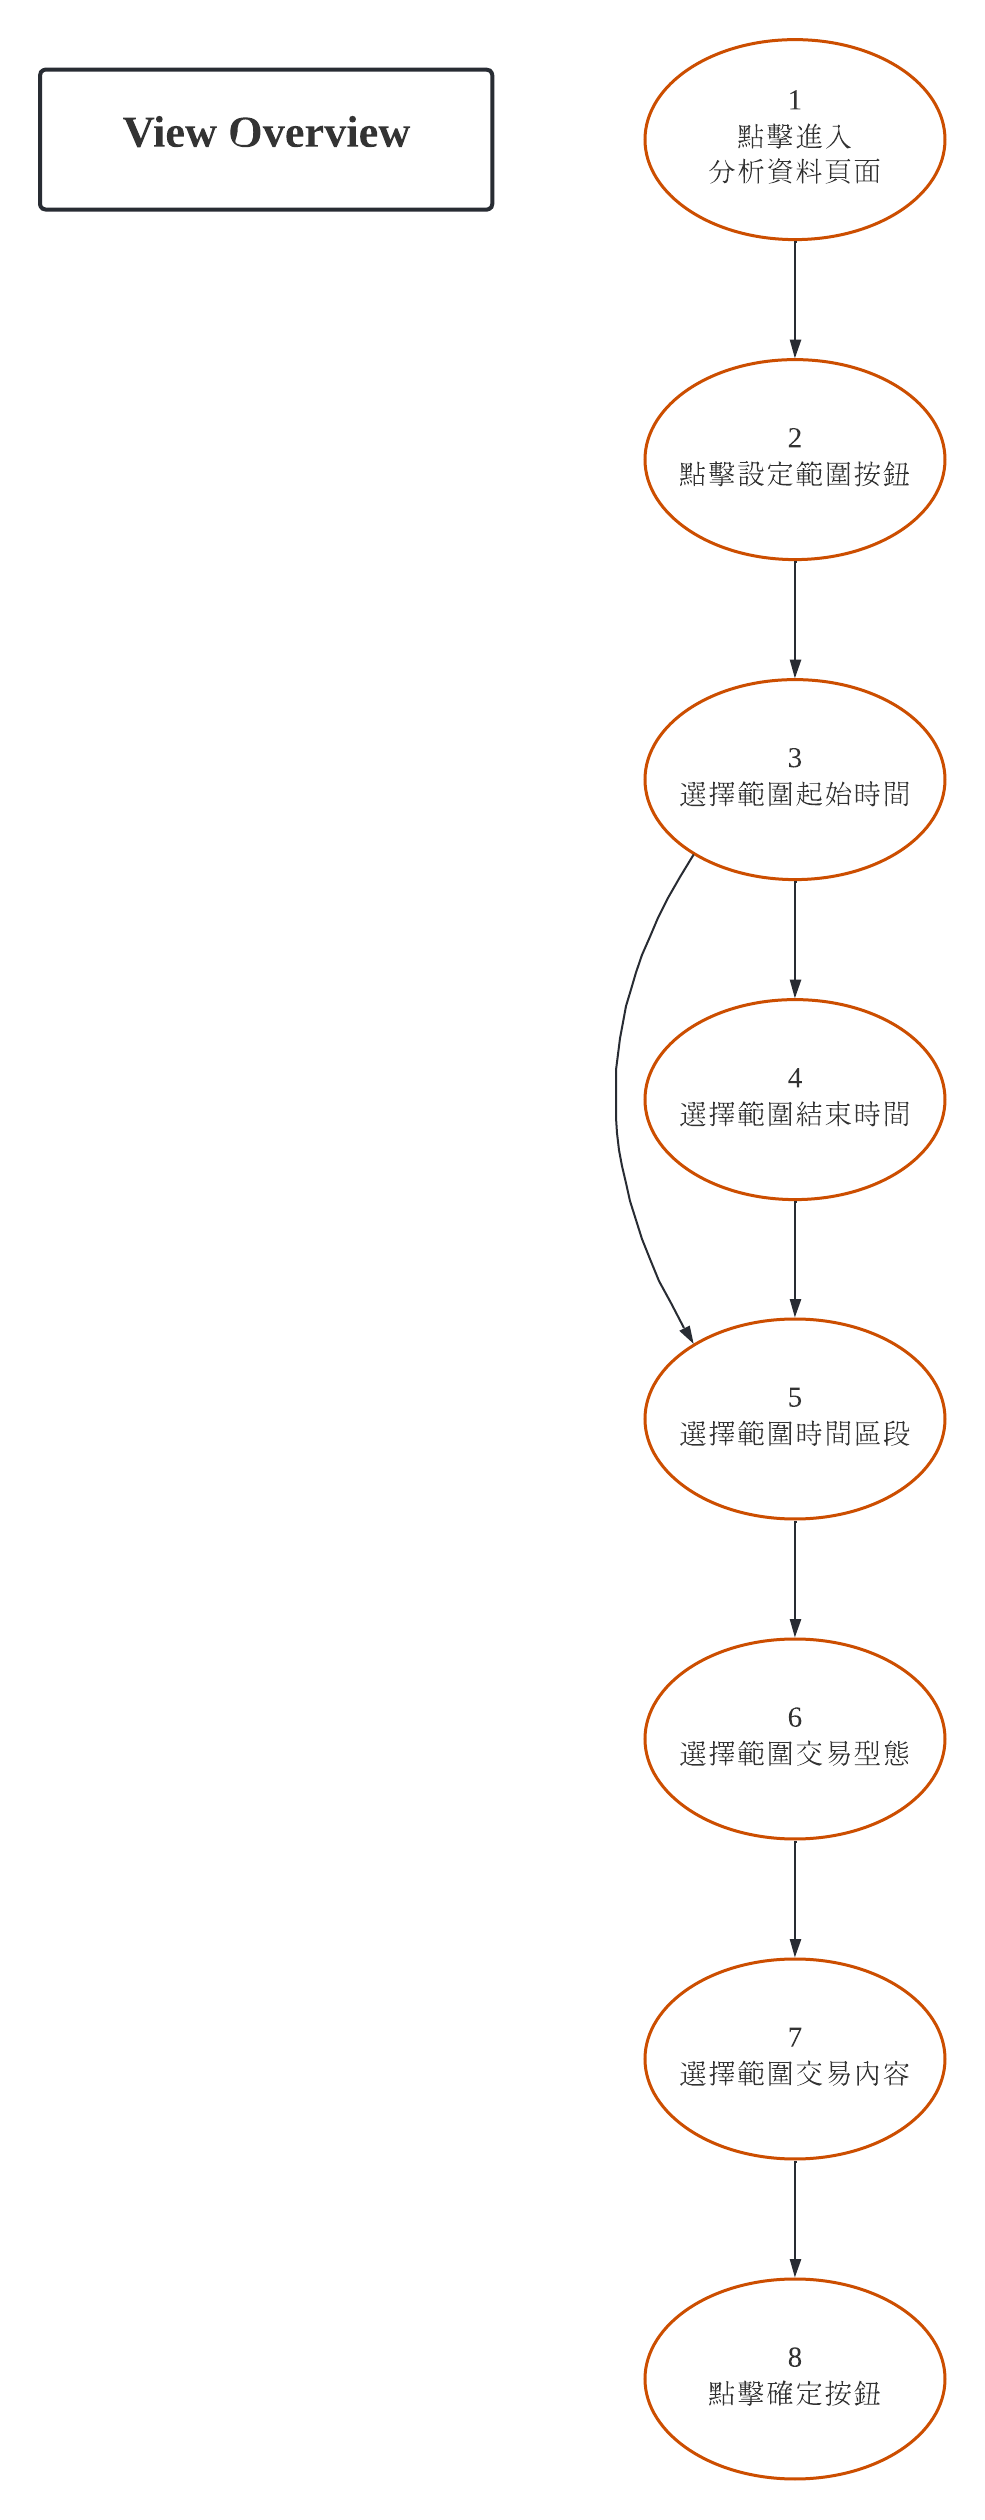 View Overview
1
點擊進入
分析資料頁面
2
點擊設定範圍按鈕
3
選擇範圍起始時間
4
選擇範圍結束時間
5
選擇範圍時間區段
6
選擇範圍交易型態
7
選擇範圍交易內容
8
點擊確定按鈕